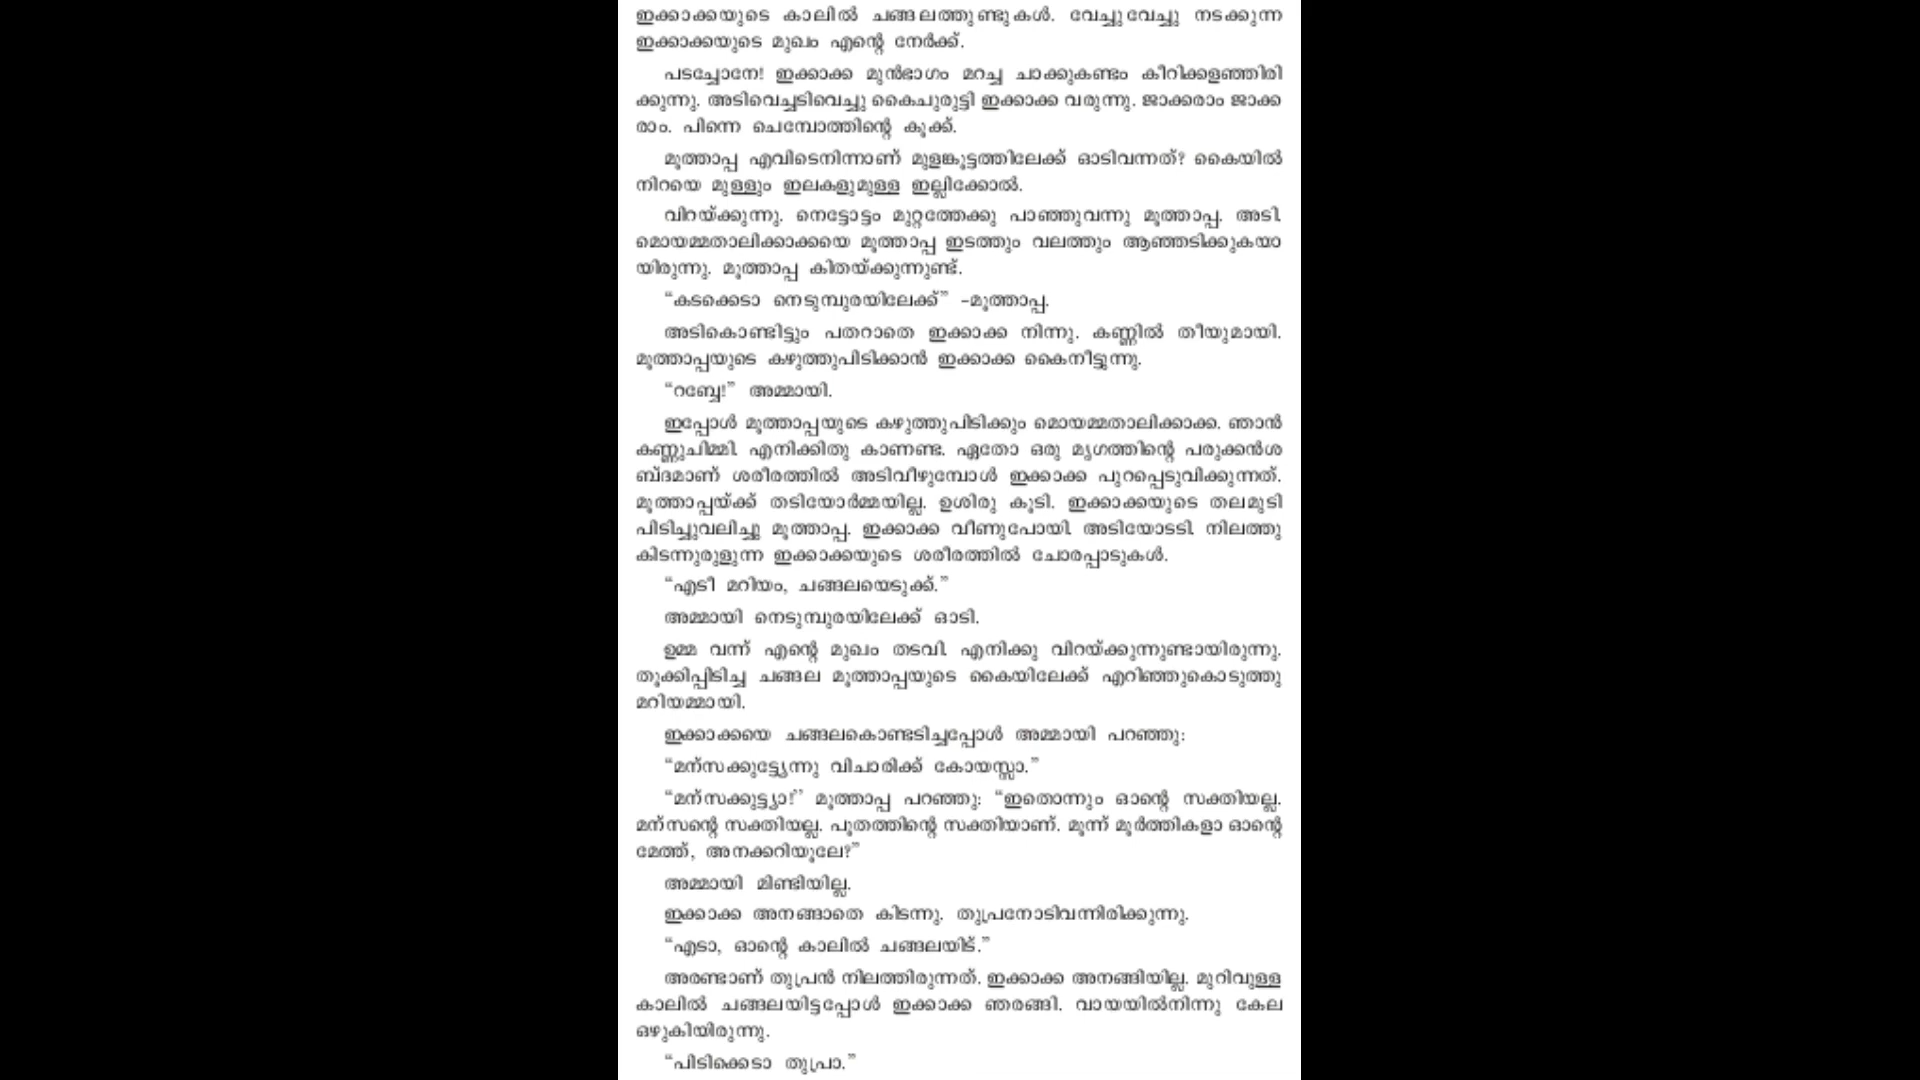 ഇക്കാക്കയുടെ കാലിൽ ചങ്ങലത്തുണ്ടുകൾ. വേച്ചുവേച്ചു നടക്കുന്ന
ഇക്കാക്കയുടെ മുഖം എന്റെ നേർക്ക്.
പടച്ചോനേ! ഇക്കാക്ക മുൻഭാഗം മറച്ച ചാക്കുകണ്ടം കീറിക്കളഞ്ഞിരി
ക്കുന്നു. അടിവെച്ചടിവെച്ചു കൈചുരുട്ടി ഇക്കാക്ക വരുന്നു. ജാക്കരാം ജാക്ക
രാം. പിന്നെ ചെമ്പോത്തിന്റെ കൂക്ക്.
മൂത്താപ്പ എവിടെനിന്നാണ് മുളങ്കൂട്ടത്തിലേക്ക് ഓടിവന്നത്? കൈയിൽ
നിറയെ മുള്ളും ഇലകളുമുള്ള ഇല്ലിക്കോൽ.
വിറയ്ക്കുന്നു. നെട്ടോട്ടം മുറ്റത്തേക്കു പാഞ്ഞുവന്നു മൂത്താപ്പ. അടി.
മൊയമ്മതാലിക്കാക്കയെ മൂത്താപ്പ ഇടത്തും വലത്തും ആഞ്ഞടിക്കുകയാ
യിരുന്നു. മൂത്താപ്പ കിതയ്ക്കുന്നുണ്ട്.
“കടക്കെടാ നെടുമ്പുരയിലേക്ക്” –മൂത്താപ്പ.
അടികൊണ്ടിട്ടും പതറാതെ ഇക്കാക്ക നിന്നു. കണ്ണിൽ തീയുമായി.
മൂത്താപ്പയുടെ കഴുത്തുപിടിക്കാൻ ഇക്കാക്ക കൈനീട്ടുന്നു.
“റബ്ബേ!” അമ്മായി.
ഇപ്പോൾ മൂത്താപ്പയുടെ കഴുത്തുപിടിക്കും മൊയമ്മതാലിക്കാക്ക. ഞാൻ
കണ്ണുചിമ്മി. എനിക്കിതു കാണണ്ട. ഏതോ ഒരു മൃഗത്തിന്റെ പരുക്കൻശ
ബ്ദമാണ് ശരീരത്തിൽ അടിവീഴുമ്പോൾ ഇക്കാക്ക പുറപ്പെടുവിക്കുന്നത്.
മൂത്താപ്പയ്ക്ക് തടിയോർമ്മയില്ല. ഉശിരു കൂടി. ഇക്കാക്കയുടെ തലമുടി
പിടിച്ചുവലിച്ചു മൂത്താപ്പ. ഇക്കാക്ക വീണുപോയി. അടിയോടടി. നിലത്തു
കിടന്നുരുളുന്ന ഇക്കാക്കയുടെ ശരീരത്തിൽ ചോരപ്പാടുകൾ.
“എടീ മറിയം, ചങ്ങലയെടുക്ക്.”
അമ്മായി നെടുമ്പുരയിലേക്ക് ഓടി.
ഉമ്മ വന്ന് എന്റെ മുഖം തടവി. എനിക്കു വിറയ്ക്കുന്നുണ്ടായിരുന്നു.
തൂക്കിപ്പിടിച്ച ചങ്ങല മൂത്താപ്പയുടെ കൈയിലേക്ക് എറിഞ്ഞുകൊടുത്തു
മറിയമ്മായി.
ഇക്കാക്കയെ ചങ്ങലകൊണ്ടടിച്ചപ്പോൾ അമ്മായി പറഞ്ഞു:
“മന്സക്കുട്ട്യേന്നു വിചാരിക്ക് കോയസ്സാ.”
“മന്സക്കുട്ട്യാ!’’ മൂത്താപ്പ പറഞ്ഞു: “ഇതൊന്നും ഓന്റെ സക്തിയല്ല.
മന്സന്റെ സക്തിയല്ല. പൂതത്തിന്റെ സക്തിയാണ്. മൂന്ന് മൂർത്തികളാ ഓന്റെ
മേത്ത്, അനക്കറിയൂലേ?”
അമ്മായി മിണ്ടിയില്ല.
ഇക്കാക്ക അനങ്ങാതെ കിടന്നു. തുപ്രനോടിവന്നിരിക്കുന്നു.
“എടാ, ഓന്റെ കാലിൽ ചങ്ങലയിട്.”
അരണ്ടാണ് തുപ്രൻ നിലത്തിരുന്നത്. ഇക്കാക്ക അനങ്ങിയില്ല. മുറിവുള്ള
കാലിൽ ചങ്ങലയിട്ടപ്പോൾ ഇക്കാക്ക ഞരങ്ങി. വായയിൽനിന്നു കേല
ഒഴുകിയിരുന്നു.
“പിടിക്കെടാ തുപ്രാ.”